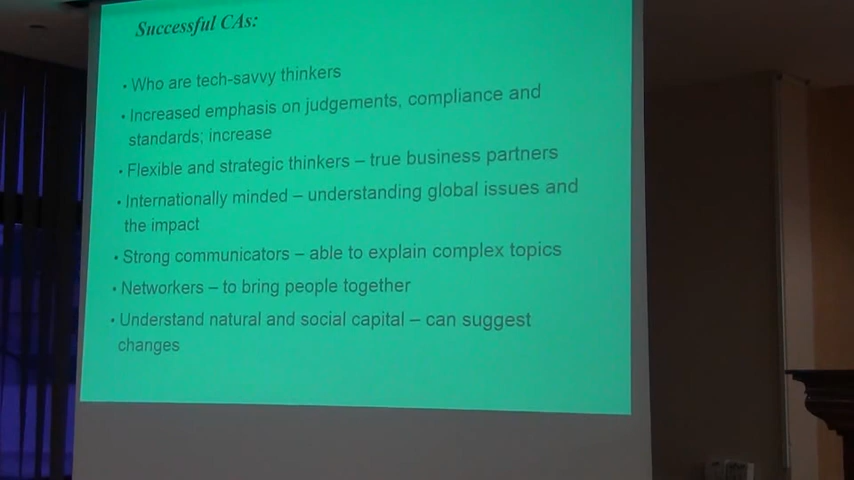 Successful CAs:
• Who are tech-savvy thinkers
• Increased emphasis on judgements, compliance and
standards; increase
• Flexible and strategic thinkers – true business partners
• Internationally minded – understanding global issues and
the impact
• Strong communicators – able to explain complex topics
• Networkers – to bring people together
• Understand natural and social capital – can suggest
changes